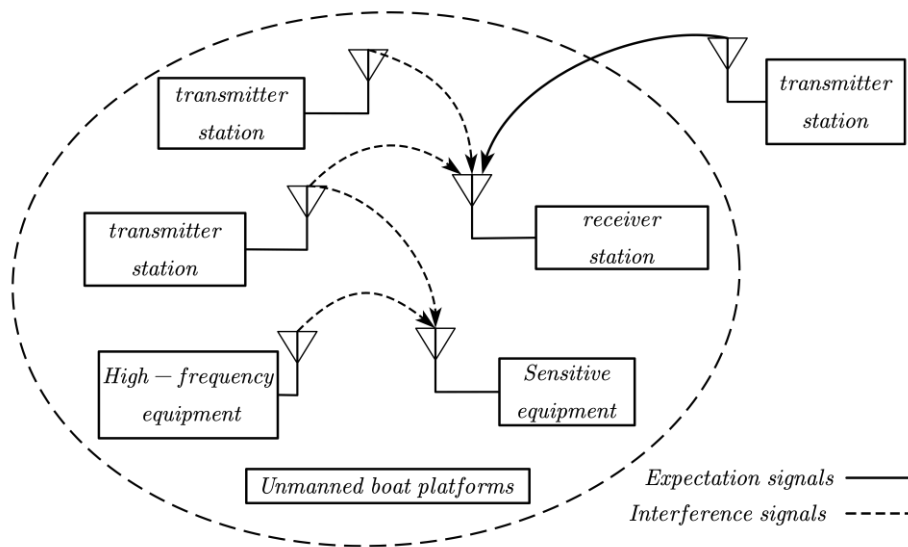 transmitter
station
transmitter
station
transmitter
station
receiver
station
High-frequency
equipment
Sensitive
equipment
Unmanned boat platforms
Expectation signals
Interference signals